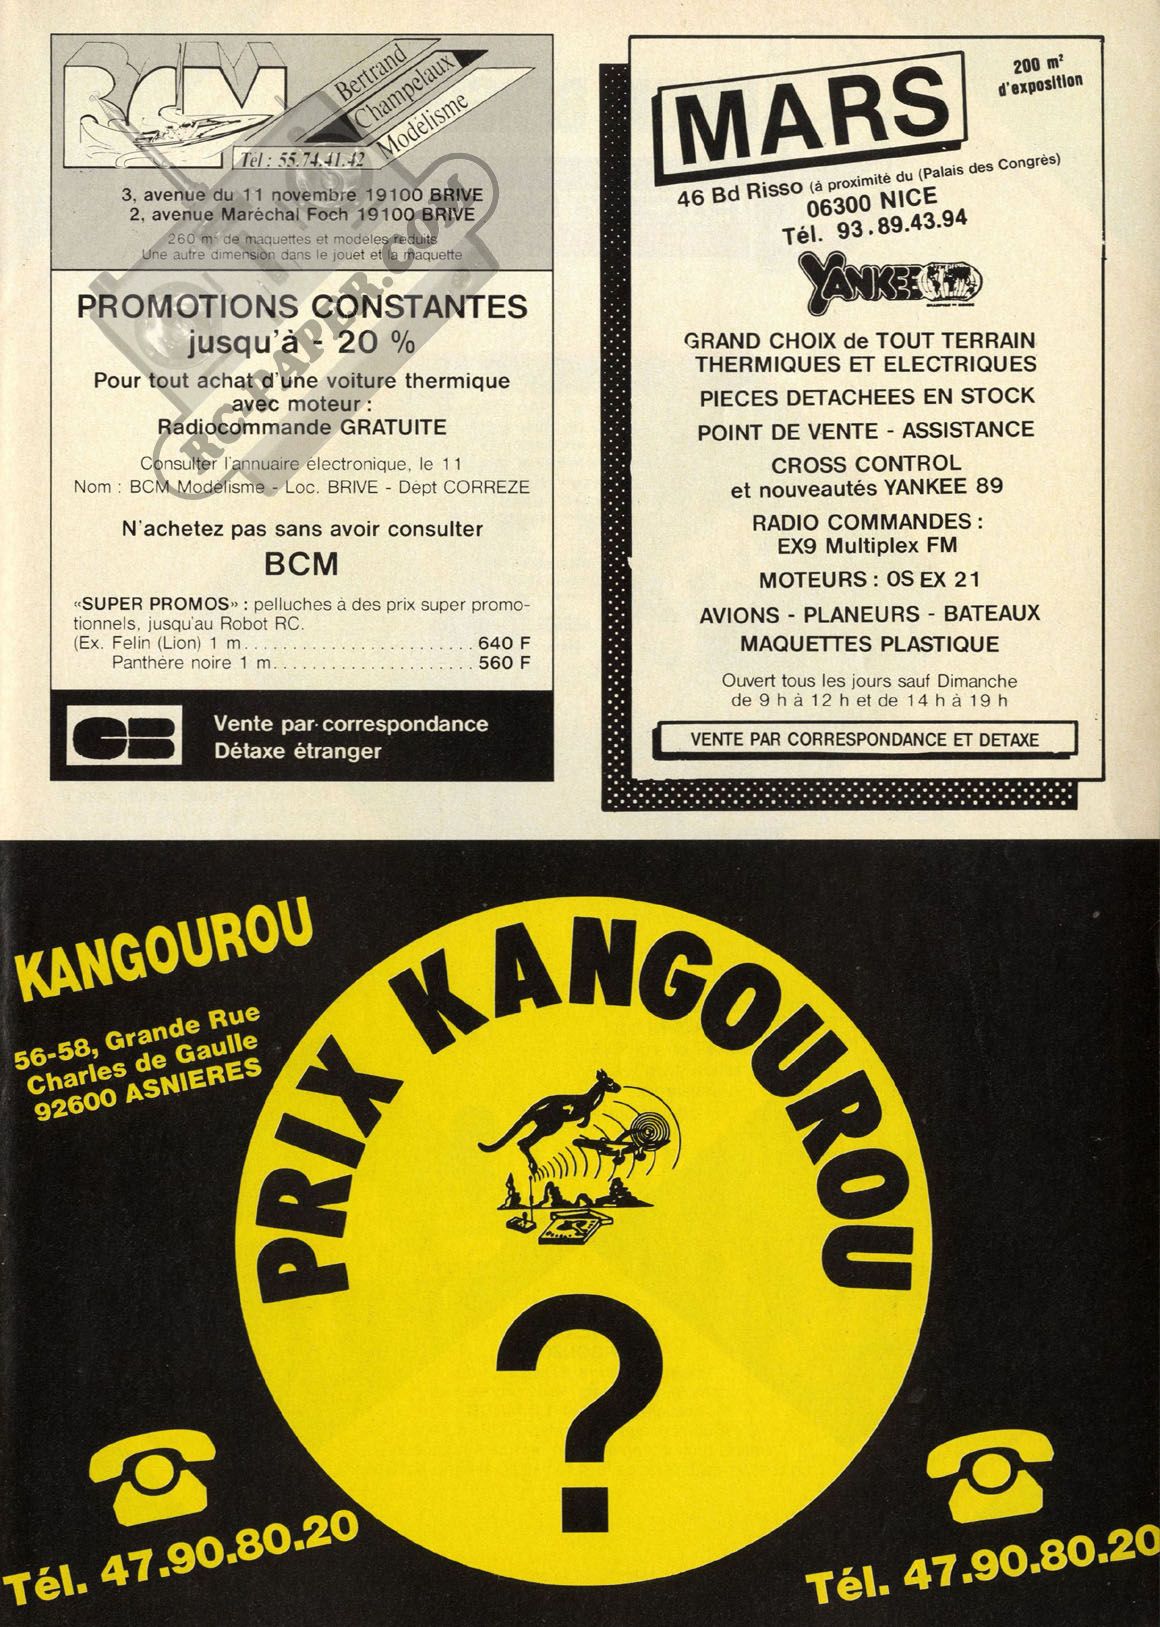 BCM
Bertrand
Champelaux
Modélisme
Tel : 55.74.41.42
3, avenue du 11 novembre 19100 BRIVE
2, avenue Maréchal Foch 19100 BRIVE
260 m² de maquettes et modeles reduits
Une autre dimension dans le jouet et la maquette
PROMOTIONS CONSTANTES
jusqu'à - 20 %
Pour tout achat d'une voiture thermique
avec moteur :
Radiocommande GRATUITE
Consulter l'annuaire électronique, le 11
Nom : BCM Modélisme - Loc. BRIVE - Dépt CORREZE
N'achetez pas sans avoir consulter
BCM
«SUPER PROMOS» : pelluches à des prix super promo-
tionnels, jusqu'au Robot RC.
(Ex. Felin (Lion) 1 m........................ 640 F
Panthère noire 1 m..................... 560 F
CB
Vente par correspondance
Détaxe étranger
RC-PAPER.COM
MARS
200 m²
d'exposition
46 Bd Risso (á proximité du (Palais des Congrès)
06300 NICE
Tél. 93.89.43.94
YANKEE
GRAND CHOIX de TOUT TERRAIN
THERMIQUES ET ELECTRIQUES
PIECES DETACHEES EN STOCK
POINT DE VENTE - ASSISTANCE
CROSS CONTROL
et nouveautés YANKEE 89
RADIO COMMANDES :
EX9 Multiplex FM
MOTEURS : OS EX 21
AVIONS - PLANEURS - BATEAUX
MAQUETTES PLASTIQUE
Ouvert tous les jours sauf Dimanche
de 9 h à 12 h et de 14 h à 19 h
VENTE PAR CORRESPONDANCE ET DETAXE
KANGOUROU
56-58, Grande Rue
Charles de Gaulle
92600 ASNIERES
PRIX KANGOUROU
?
Tél. 47.90.80.20
Tél. 47.90.80.20